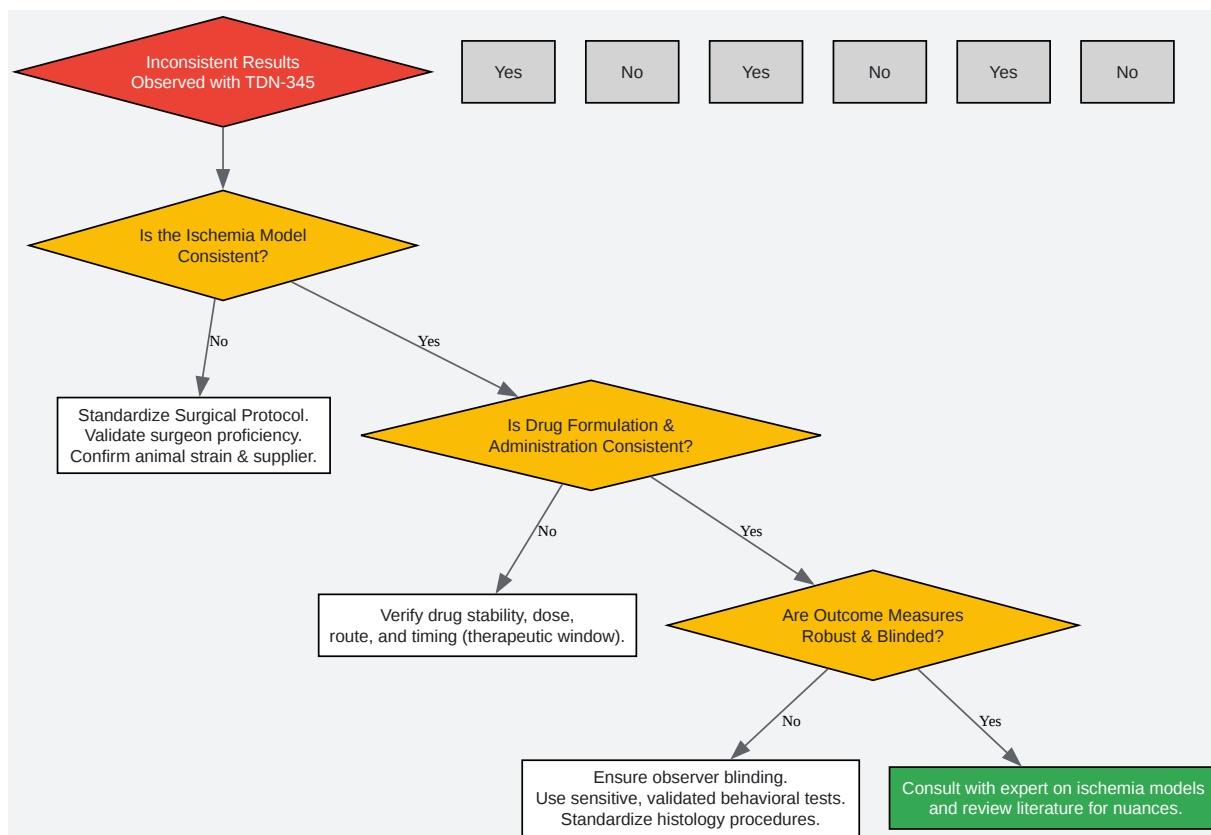 Inconsistent Results
Observed with TDN-345
Yes
No
Yes
No
Yes
No
Is the Ischemia Model
Consistent?
No
Yes
Standardize Surgical Protocol.
Validate surgeon proficiency.
Confirm animal strain & supplier.
Is Drug Formulation &
Administration Consistent?
No
Yes
Verify drug stability, dose,
route, and timing (therapeutic window).
Are Outcome Measures
Robust & Blinded?
No
Yes
Ensure observer blinding.
Use sensitive, validated behavioral tests.
Standardize histology procedures.
Consult with expert on ischemia models
and review literature for nuances.